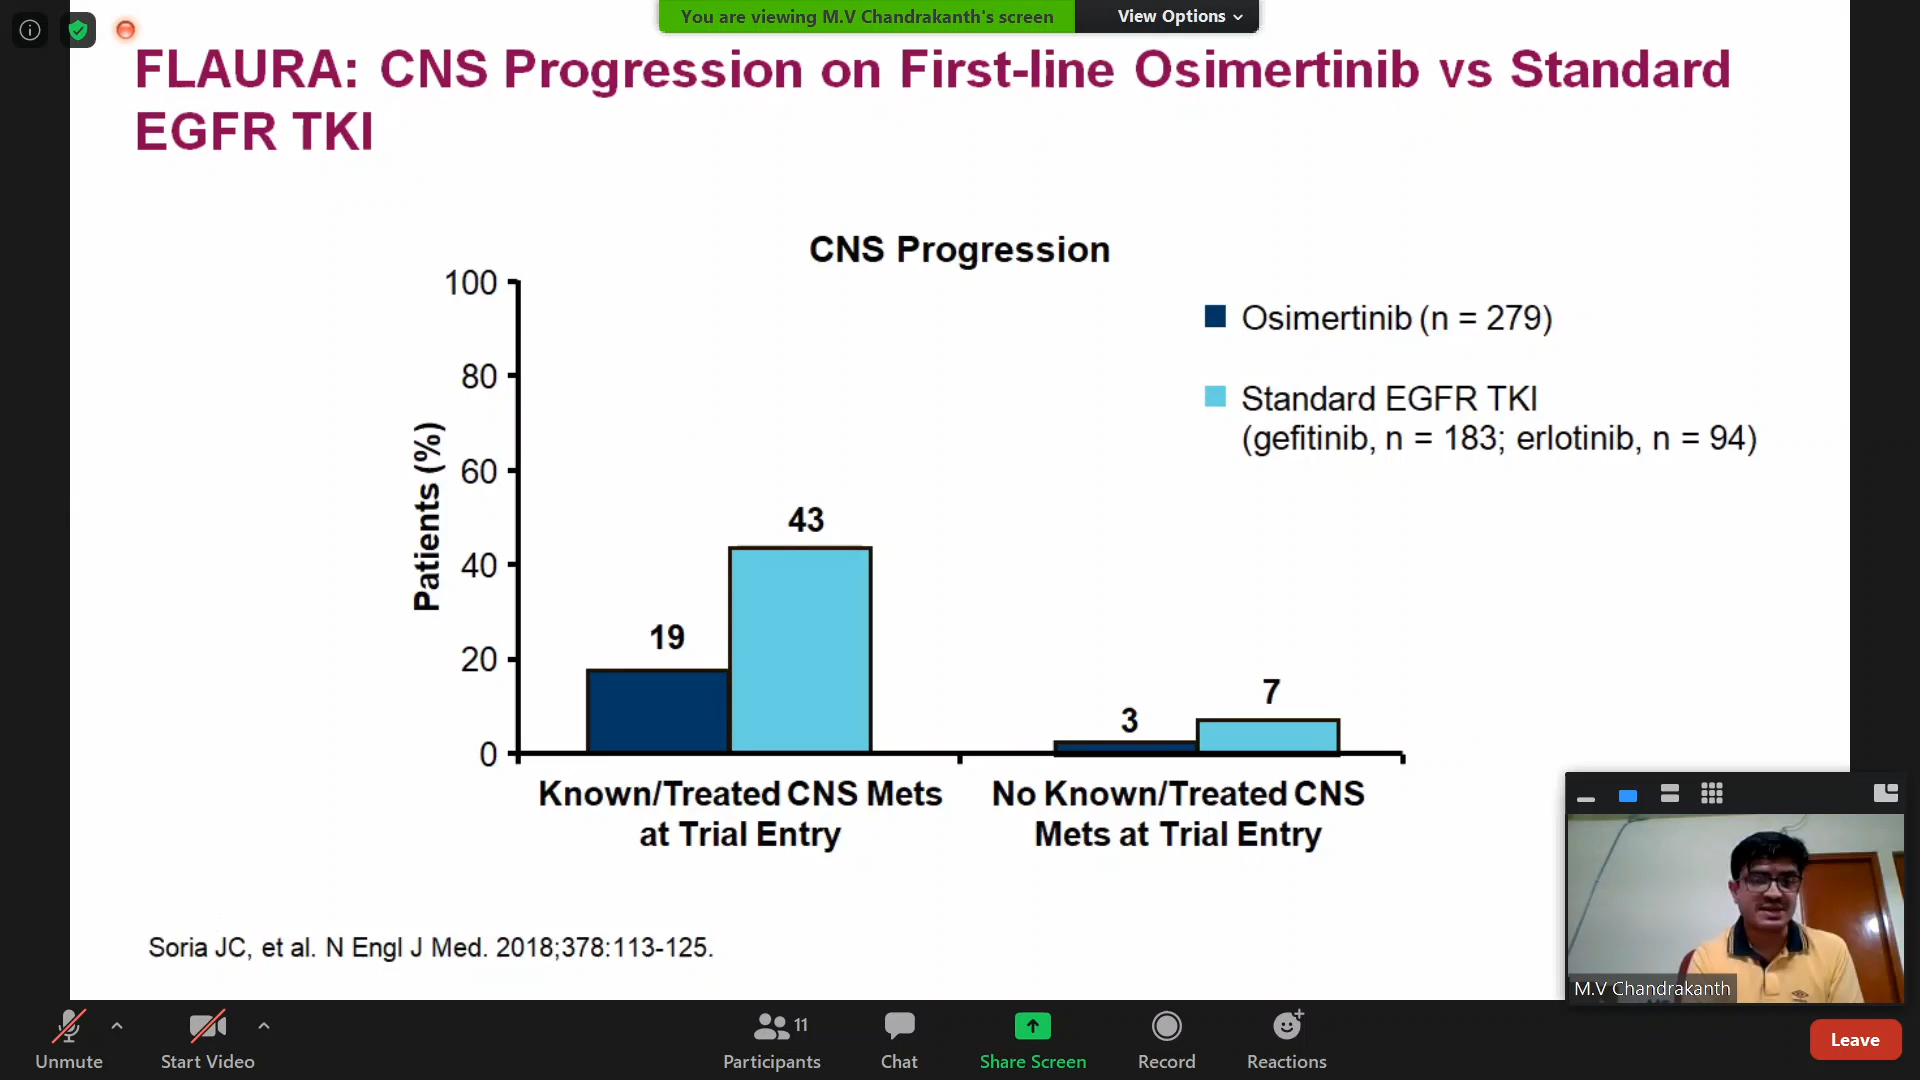 You are viewing M.V Chandrakanth's screen
View Options
FLAURA: CNS Progression on First-line Osimertinib vs Standard
EGFR TKI
CNS Progression
100
80
60
40
20
0
Patients (%)
Osimertinib (n = 279)
Standard EGFR TKI
(gefitinib, n = 183; erlotinib, n = 94)
19
43
3
7
Known/Treated CNS Mets
at Trial Entry
No Known/Treated CNS
Mets at Trial Entry
Soria JC, et al. N Engl J Med. 2018;378:113-125.
M.V Chandrakanth
Unmute
Start Video
11
Participants
Chat
Share Screen
Record
Reactions
Leave